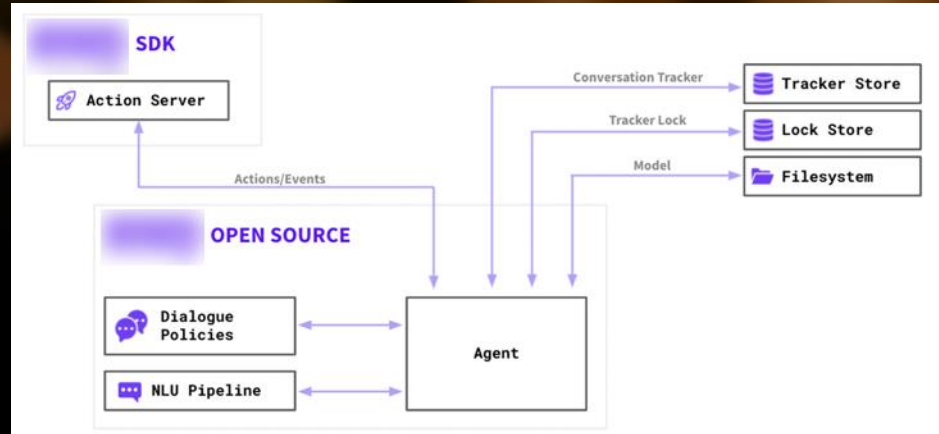 SDK
Action Server
Conversation Tracker
Tracker Store
Tracker Lock
Lock Store
Model
Filesystem
Actions/Events
OPEN SOURCE
Dialogue
Policies
Agent
NLU Pipeline